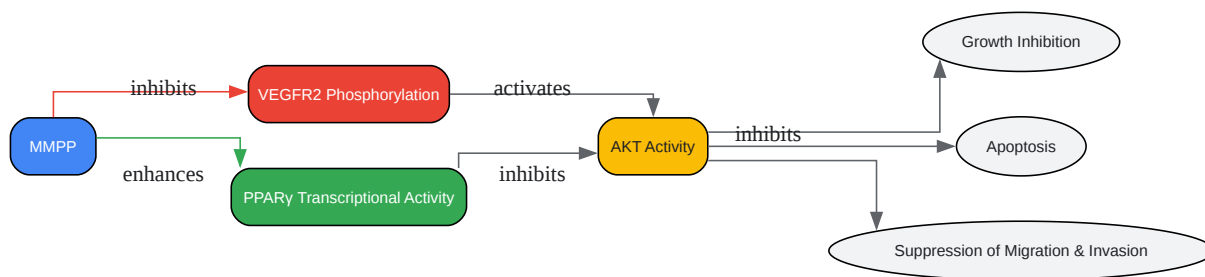 Growth Inhibition
inhibits
VEGFR2 Phosphorylation
activates
MMPP
enhances
PPARγ Transcriptional Activity
inhibits
AKT Activity
inhibits
Apoptosis
Suppression of Migration & Invasion